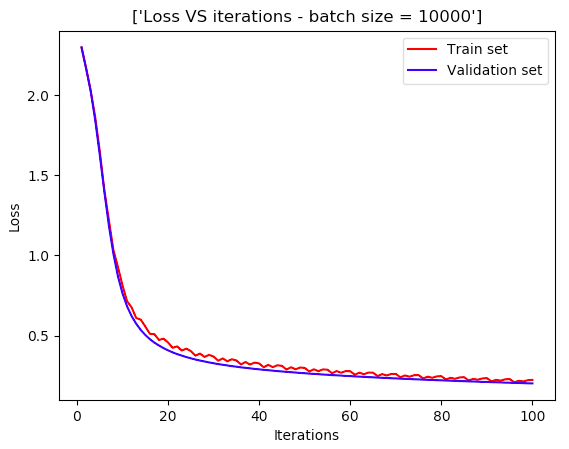 ['Loss VS iterations - batch size = 10000']
Train set
Validation set
Loss
2.0
1.5
1.0
0.5
0
20
40
60
80
100
Iterations